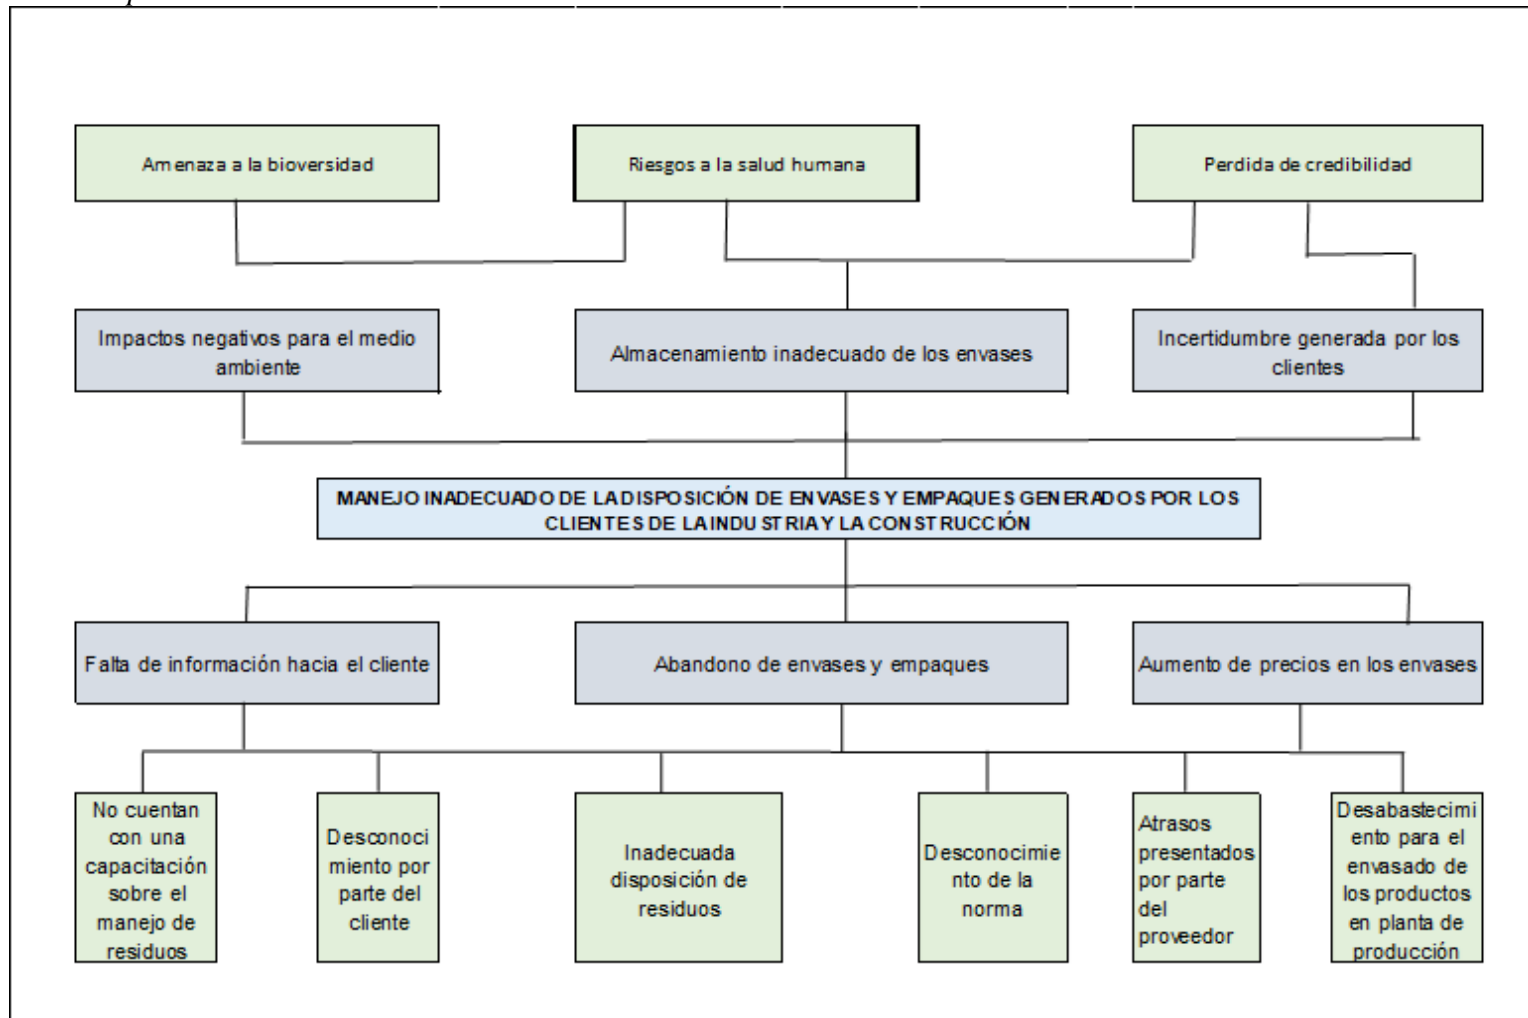 Amenaza a la bioversidad
Riesgos a la salud humana
Perdida de credibilidad
Impactos negativos para el medio
ambiente
Almacenamiento inadecuado de los envases
Incertidumbre generada por los
clientes
MANEJO INADECUADO DE LA DISPOSICIÓN DE ENVASES Y EMPAQUES GENERADOS POR LOS
CLIENTES DE LA INDUSTRIA Y LA CONSTRUCCIÓN
Falta de información hacia el cliente
Abandono de envases y empaques
Aumento de precios en los envases
No cuentan
con una
capacitación
sobre el
manejo de
residuos
Desconoci
miento por
parte del
cliente
Inadecuada
disposición de
residuos
Desconocimie
nto de la
norma
Atrasos
presentados
por parte
del
proveedor
Desabastecimi
ento para el
envasado de
los productos
en planta de
producción